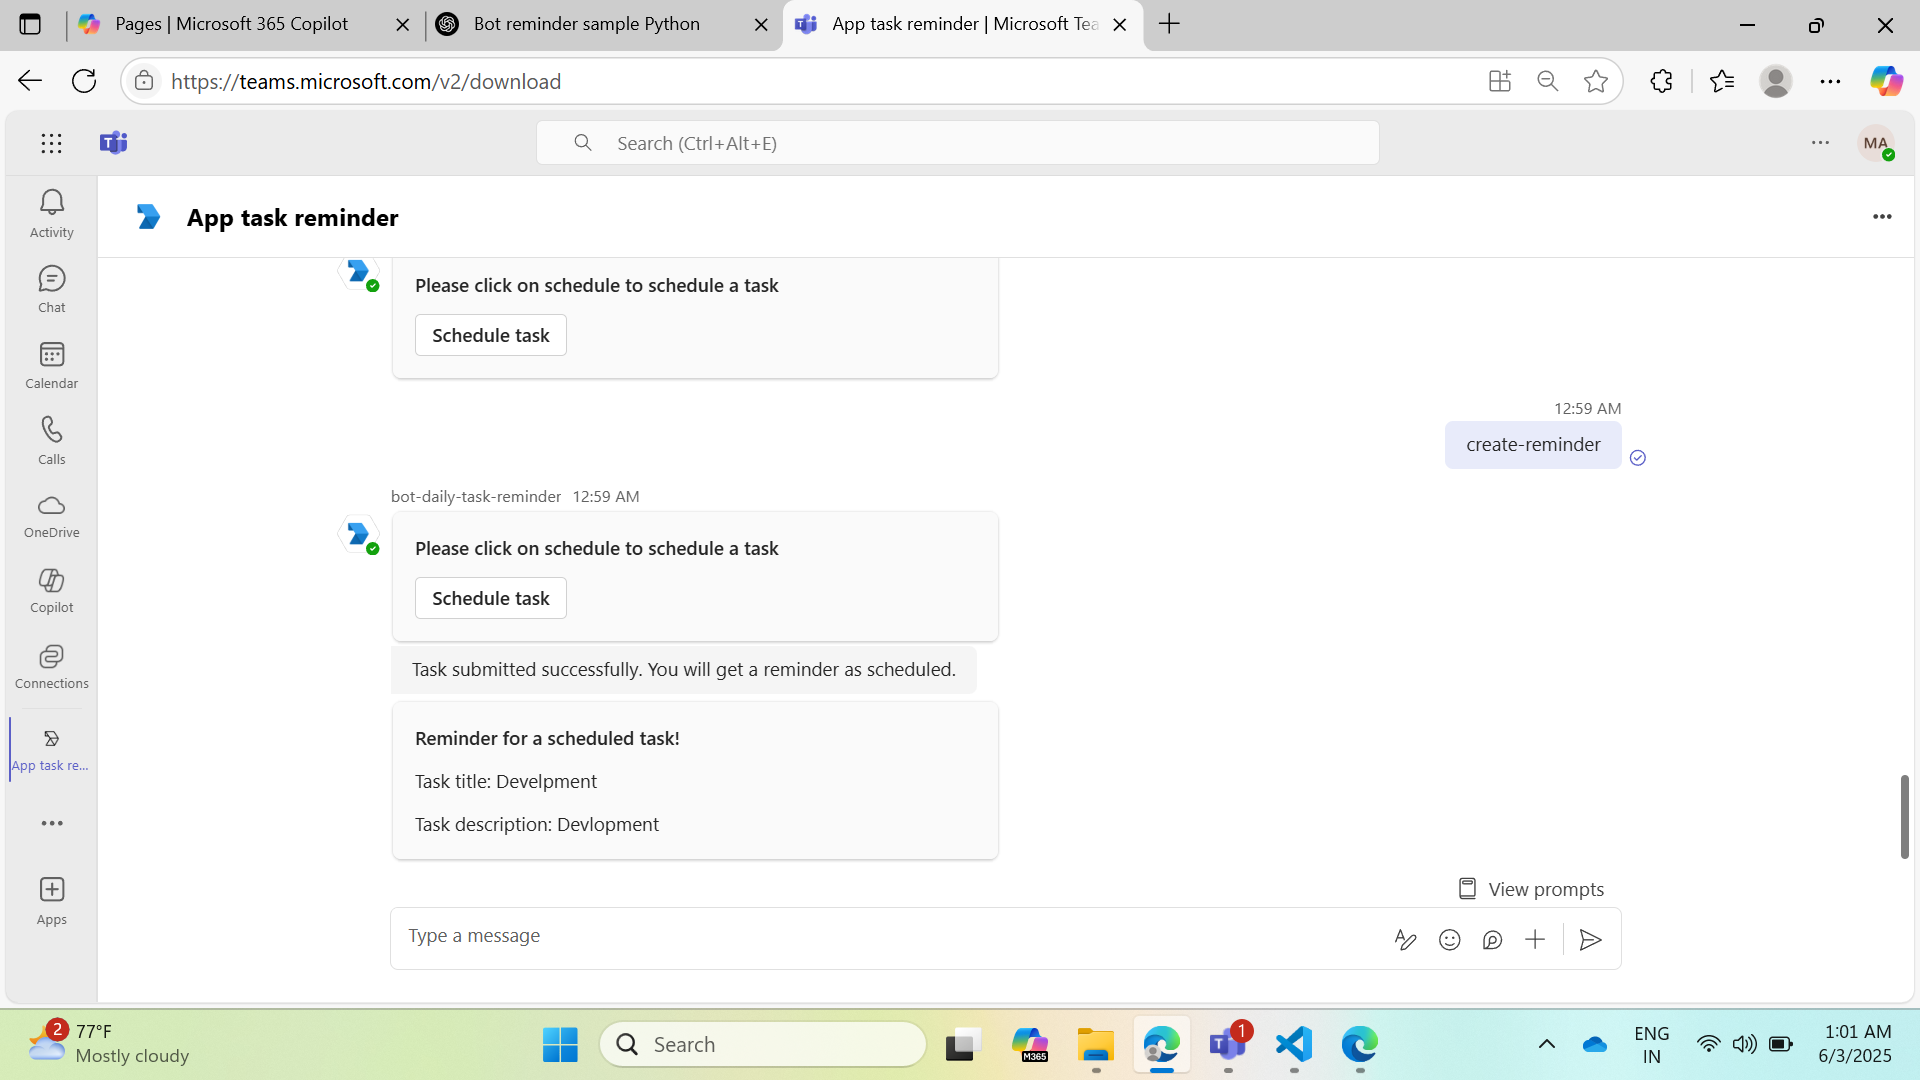 Pages | Microsoft 365 Copilot
Bot reminder sample Python
App task reminder | Microsoft Tea
https://teams.microsoft.com/v2/download
Search (Ctrl+Alt+E)
MA
Activity
Chat
Calendar
Calls
OneDrive
Copilot
Connections
App task re...
Apps
App task reminder
Please click on schedule to schedule a task
Schedule task
12:59 AM
create-reminder
bot-daily-task-reminder 12:59 AM
Please click on schedule to schedule a task
Schedule task
Task submitted successfully. You will get a reminder as scheduled.
Reminder for a scheduled task!
Task title: Develpment
Task description: Devlopment
View prompts
Type a message
2
77°F
Mostly cloudy
Search
M365
1
ENG
IN
1:01 AM
6/3/2025